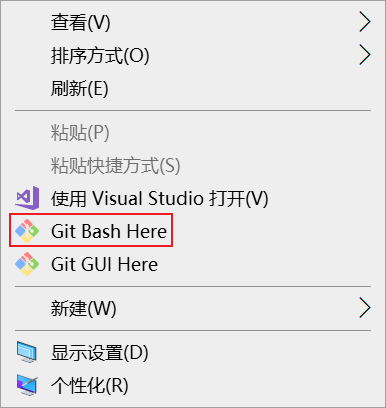 查看(V)
排序方式(O)
刷新(E)
粘贴(P)
粘贴快捷方式(S)
使用 Visual Studio 打开(V)
Git Bash Here
Git GUI Here
新建(W)
显示设置(D)
个性化(R)